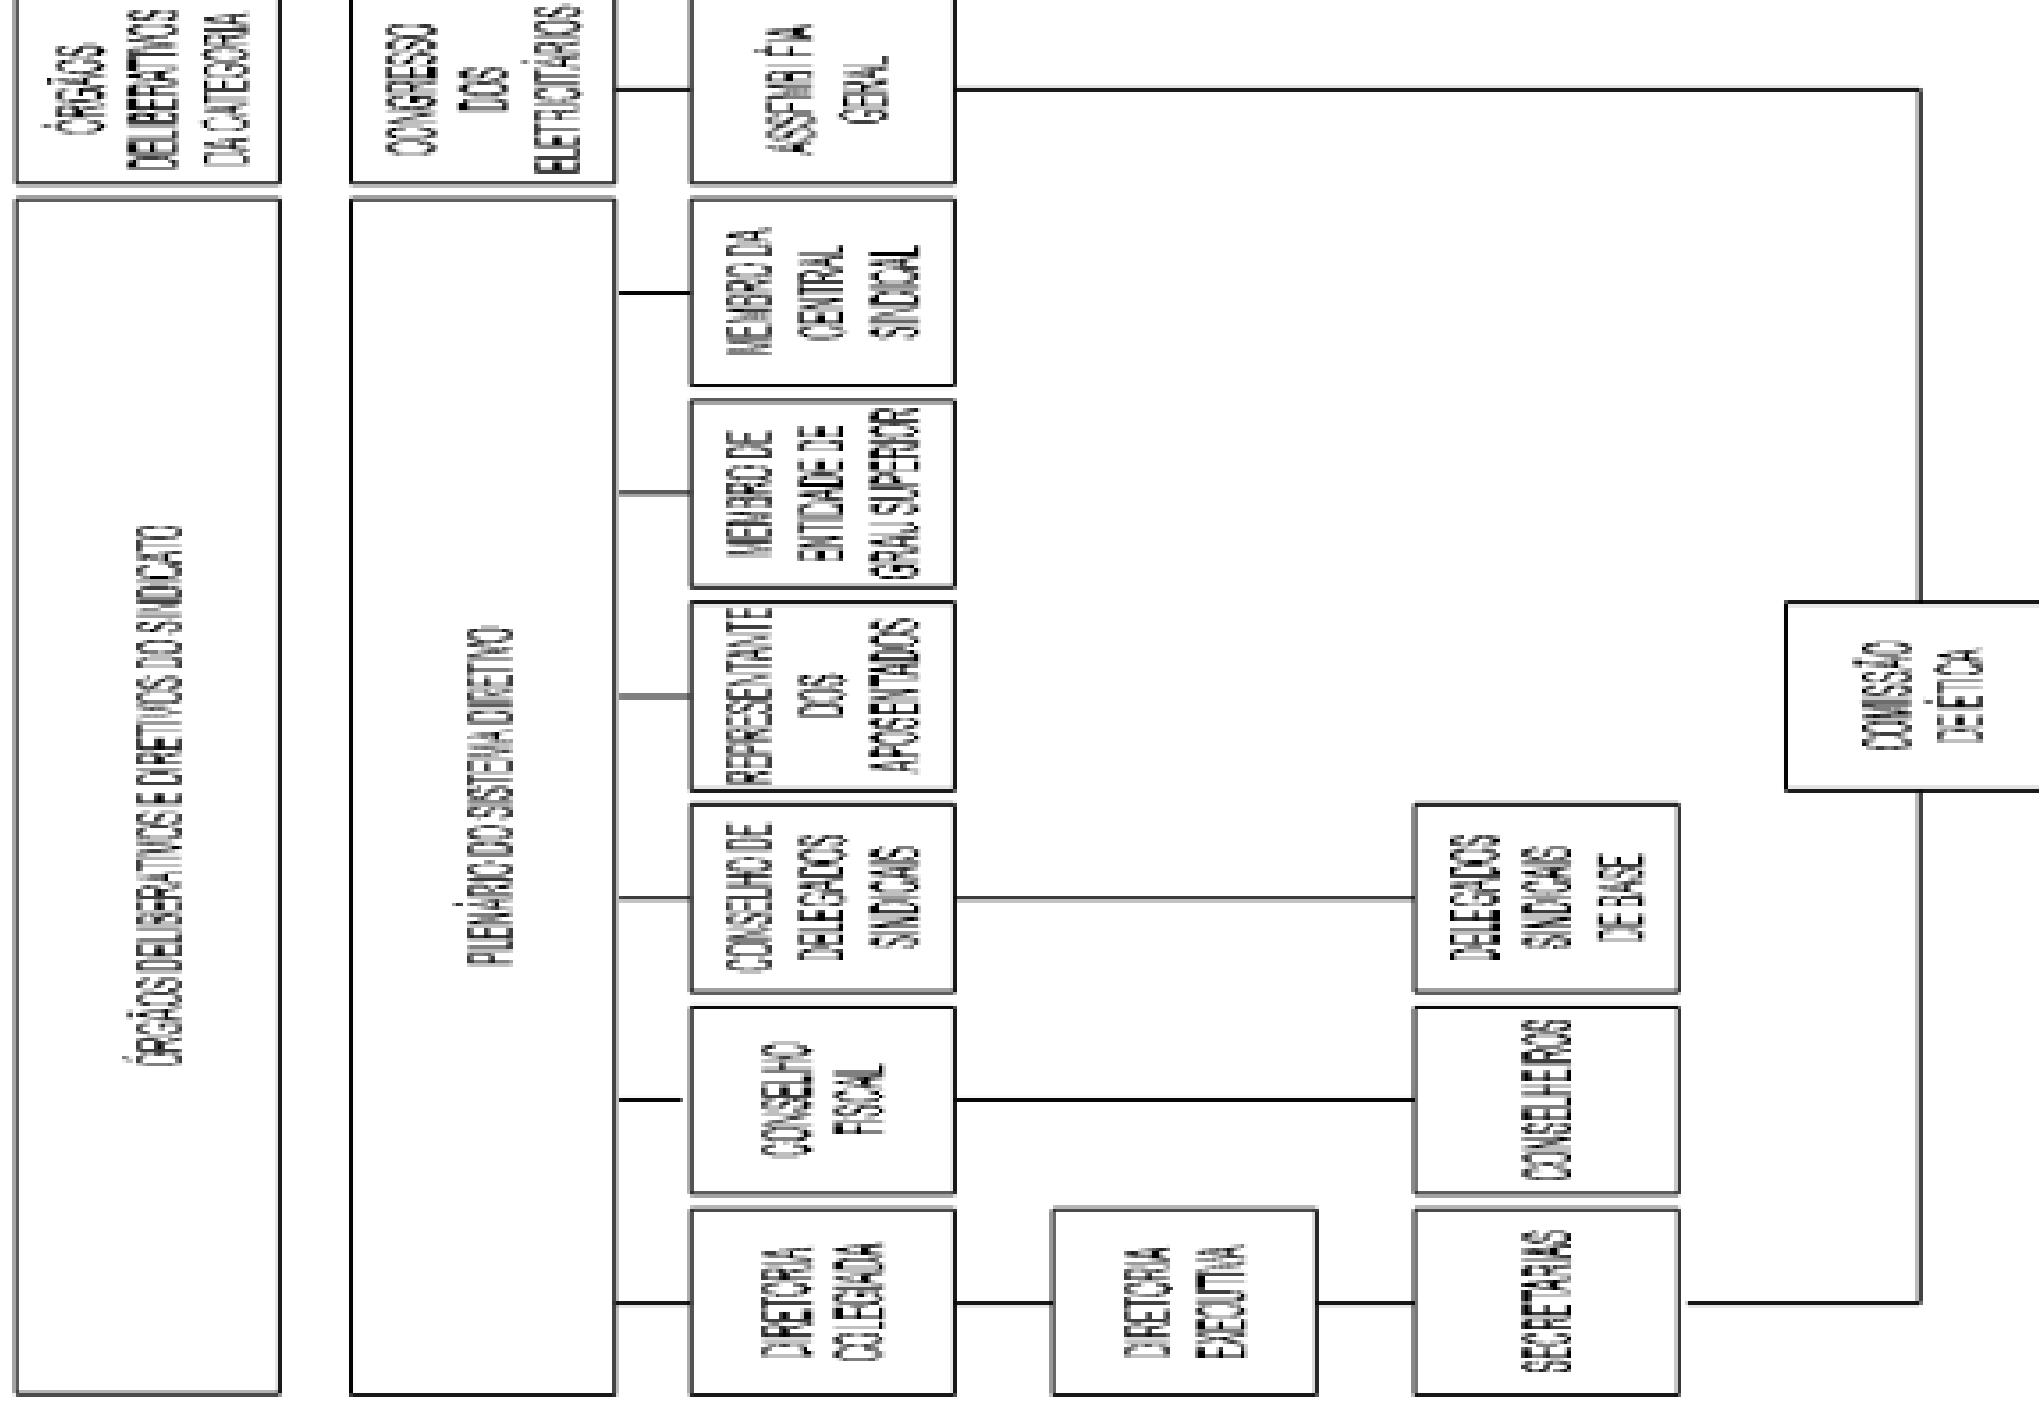 ÓRGÃOS DELIBERATIVOS E DIRETIVOS DO SINDICATO
ÓRGÃOS
DELIBERATIVOS
DA CATEGORIA
PLENÁRIO DO SISTEMA DIRETIVO
CONGRESSO
DOS
ELETRICITÁRIOS
DIRETORIA
COLEGIADA
CONSELHO
FISCAL
CONSELHO DE
DELEGADOS
SINDICAIS
REPRESENTANTE
DOS
APOSENTADOS
MEMBRO DE
ENTIDADE DE
GRAU SUPERIOR
MEMBRO DA
CENTRAL
SINDICAL
ASSEMBLÉIA
GERAL
DIRETORIA
EXECUTIVA
SECRETARIAS
CONSELHEIROS
DELEGADOS
SINDICAIS
DE BASE
COMISSÃO
DE ÉTICA